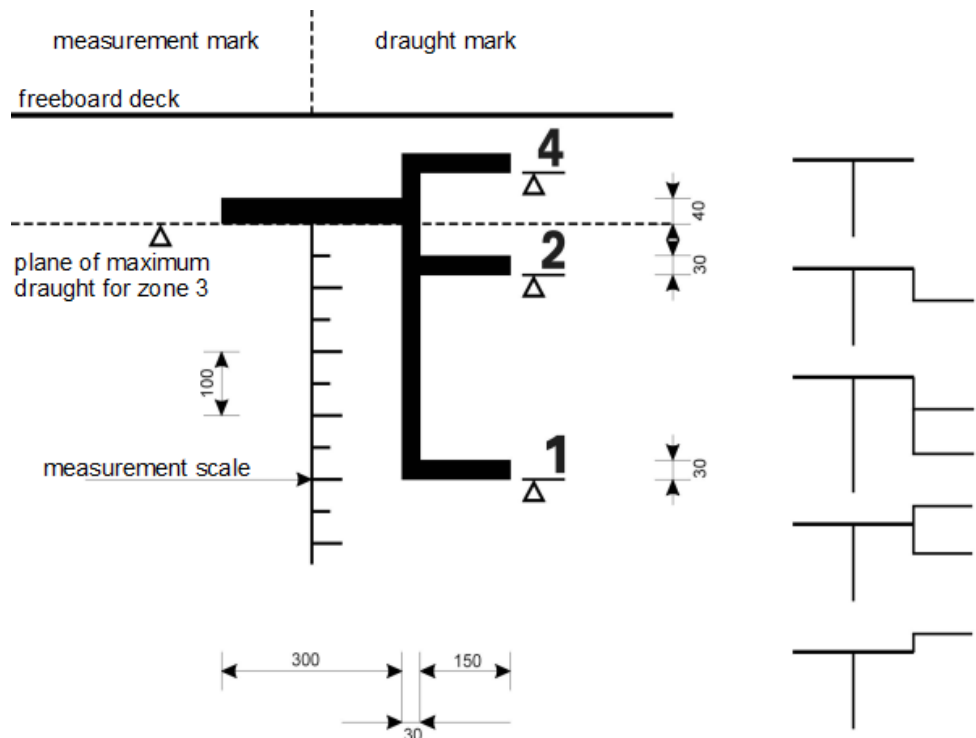 measurement mark
draught mark
freeboard deck
4
40
plane of maximum
draught for zone 3
2
30
100
measurement scale
1
30
300
150
30